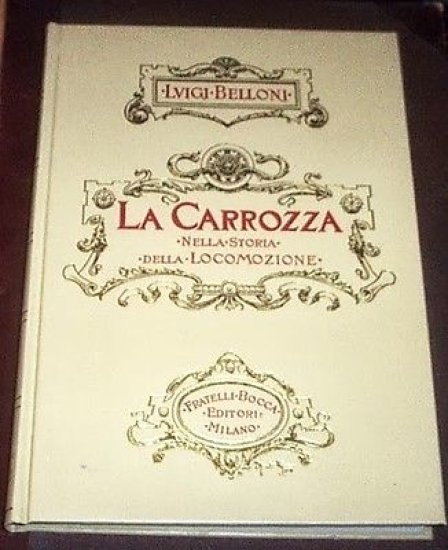 ·LVIGI·BELLONI·
LA CARROZZA
·NELLA·STORIA·
·DELLA·LOCOMOZIONE·
·FRATELLI·BOCCA·
·EDITORI·
·MILANO·